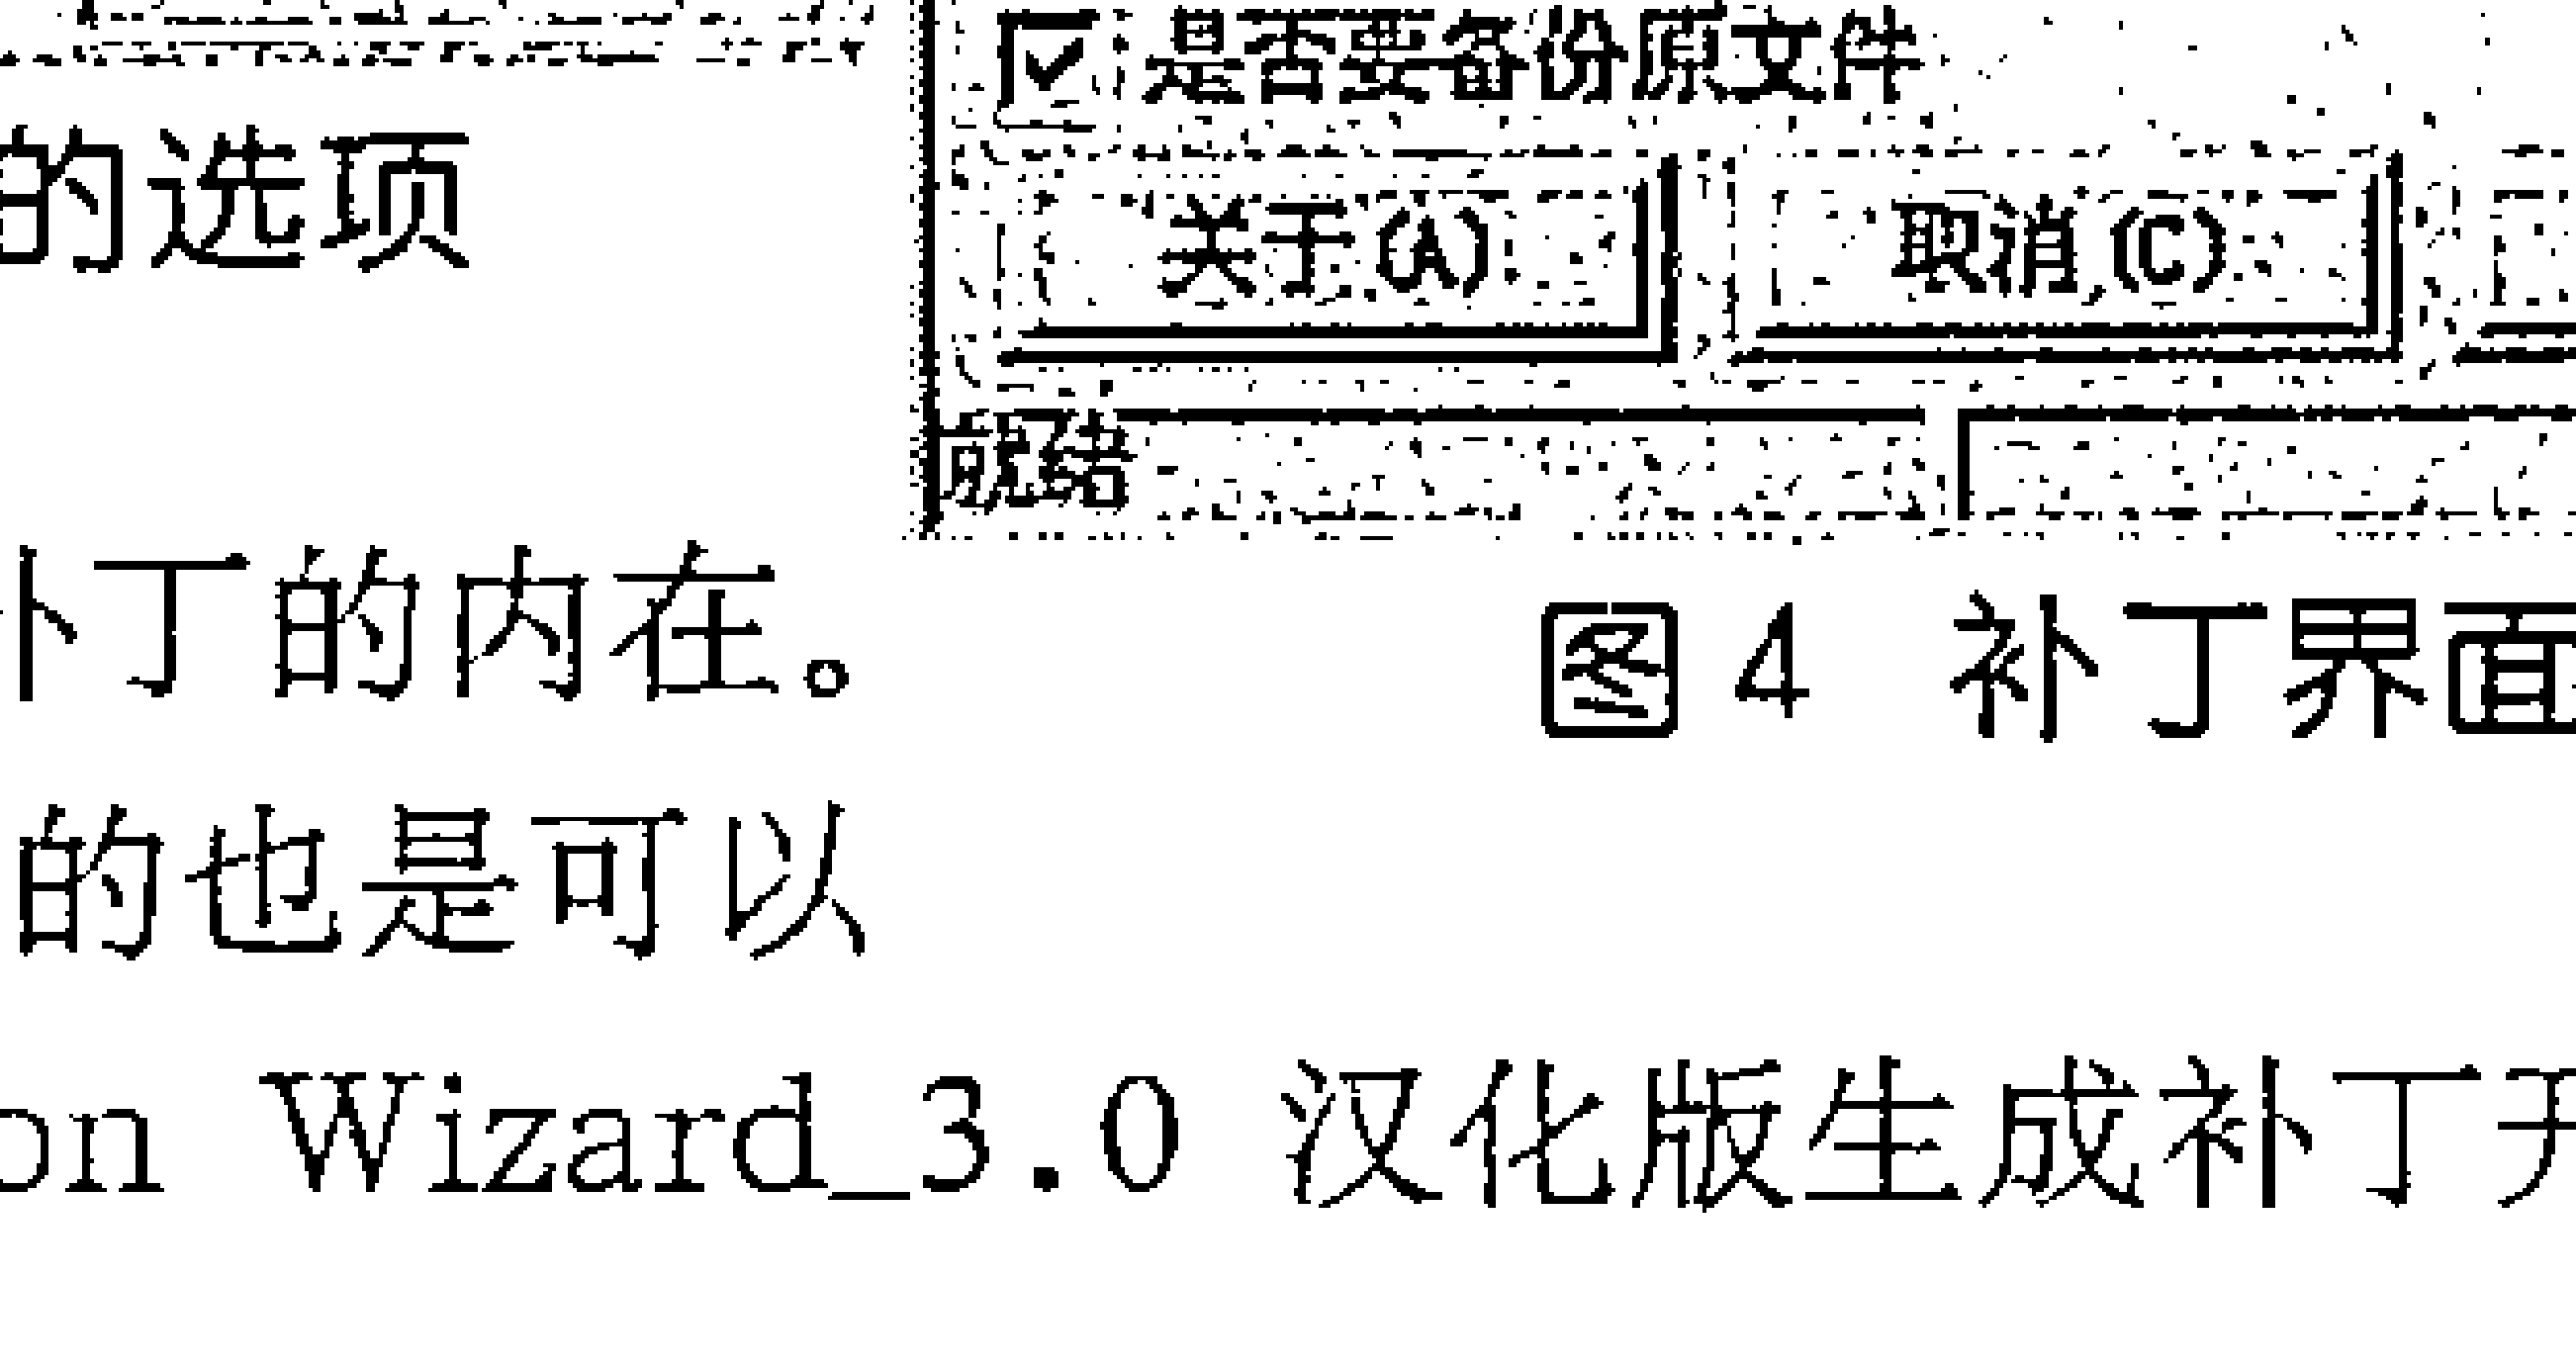 是否要备份原文件
的选项
关于(A) 取消(C)
就绪
补丁的内在。
图 4 补丁界面
的也是可以
on Wizard_3.0 汉化版生成补丁